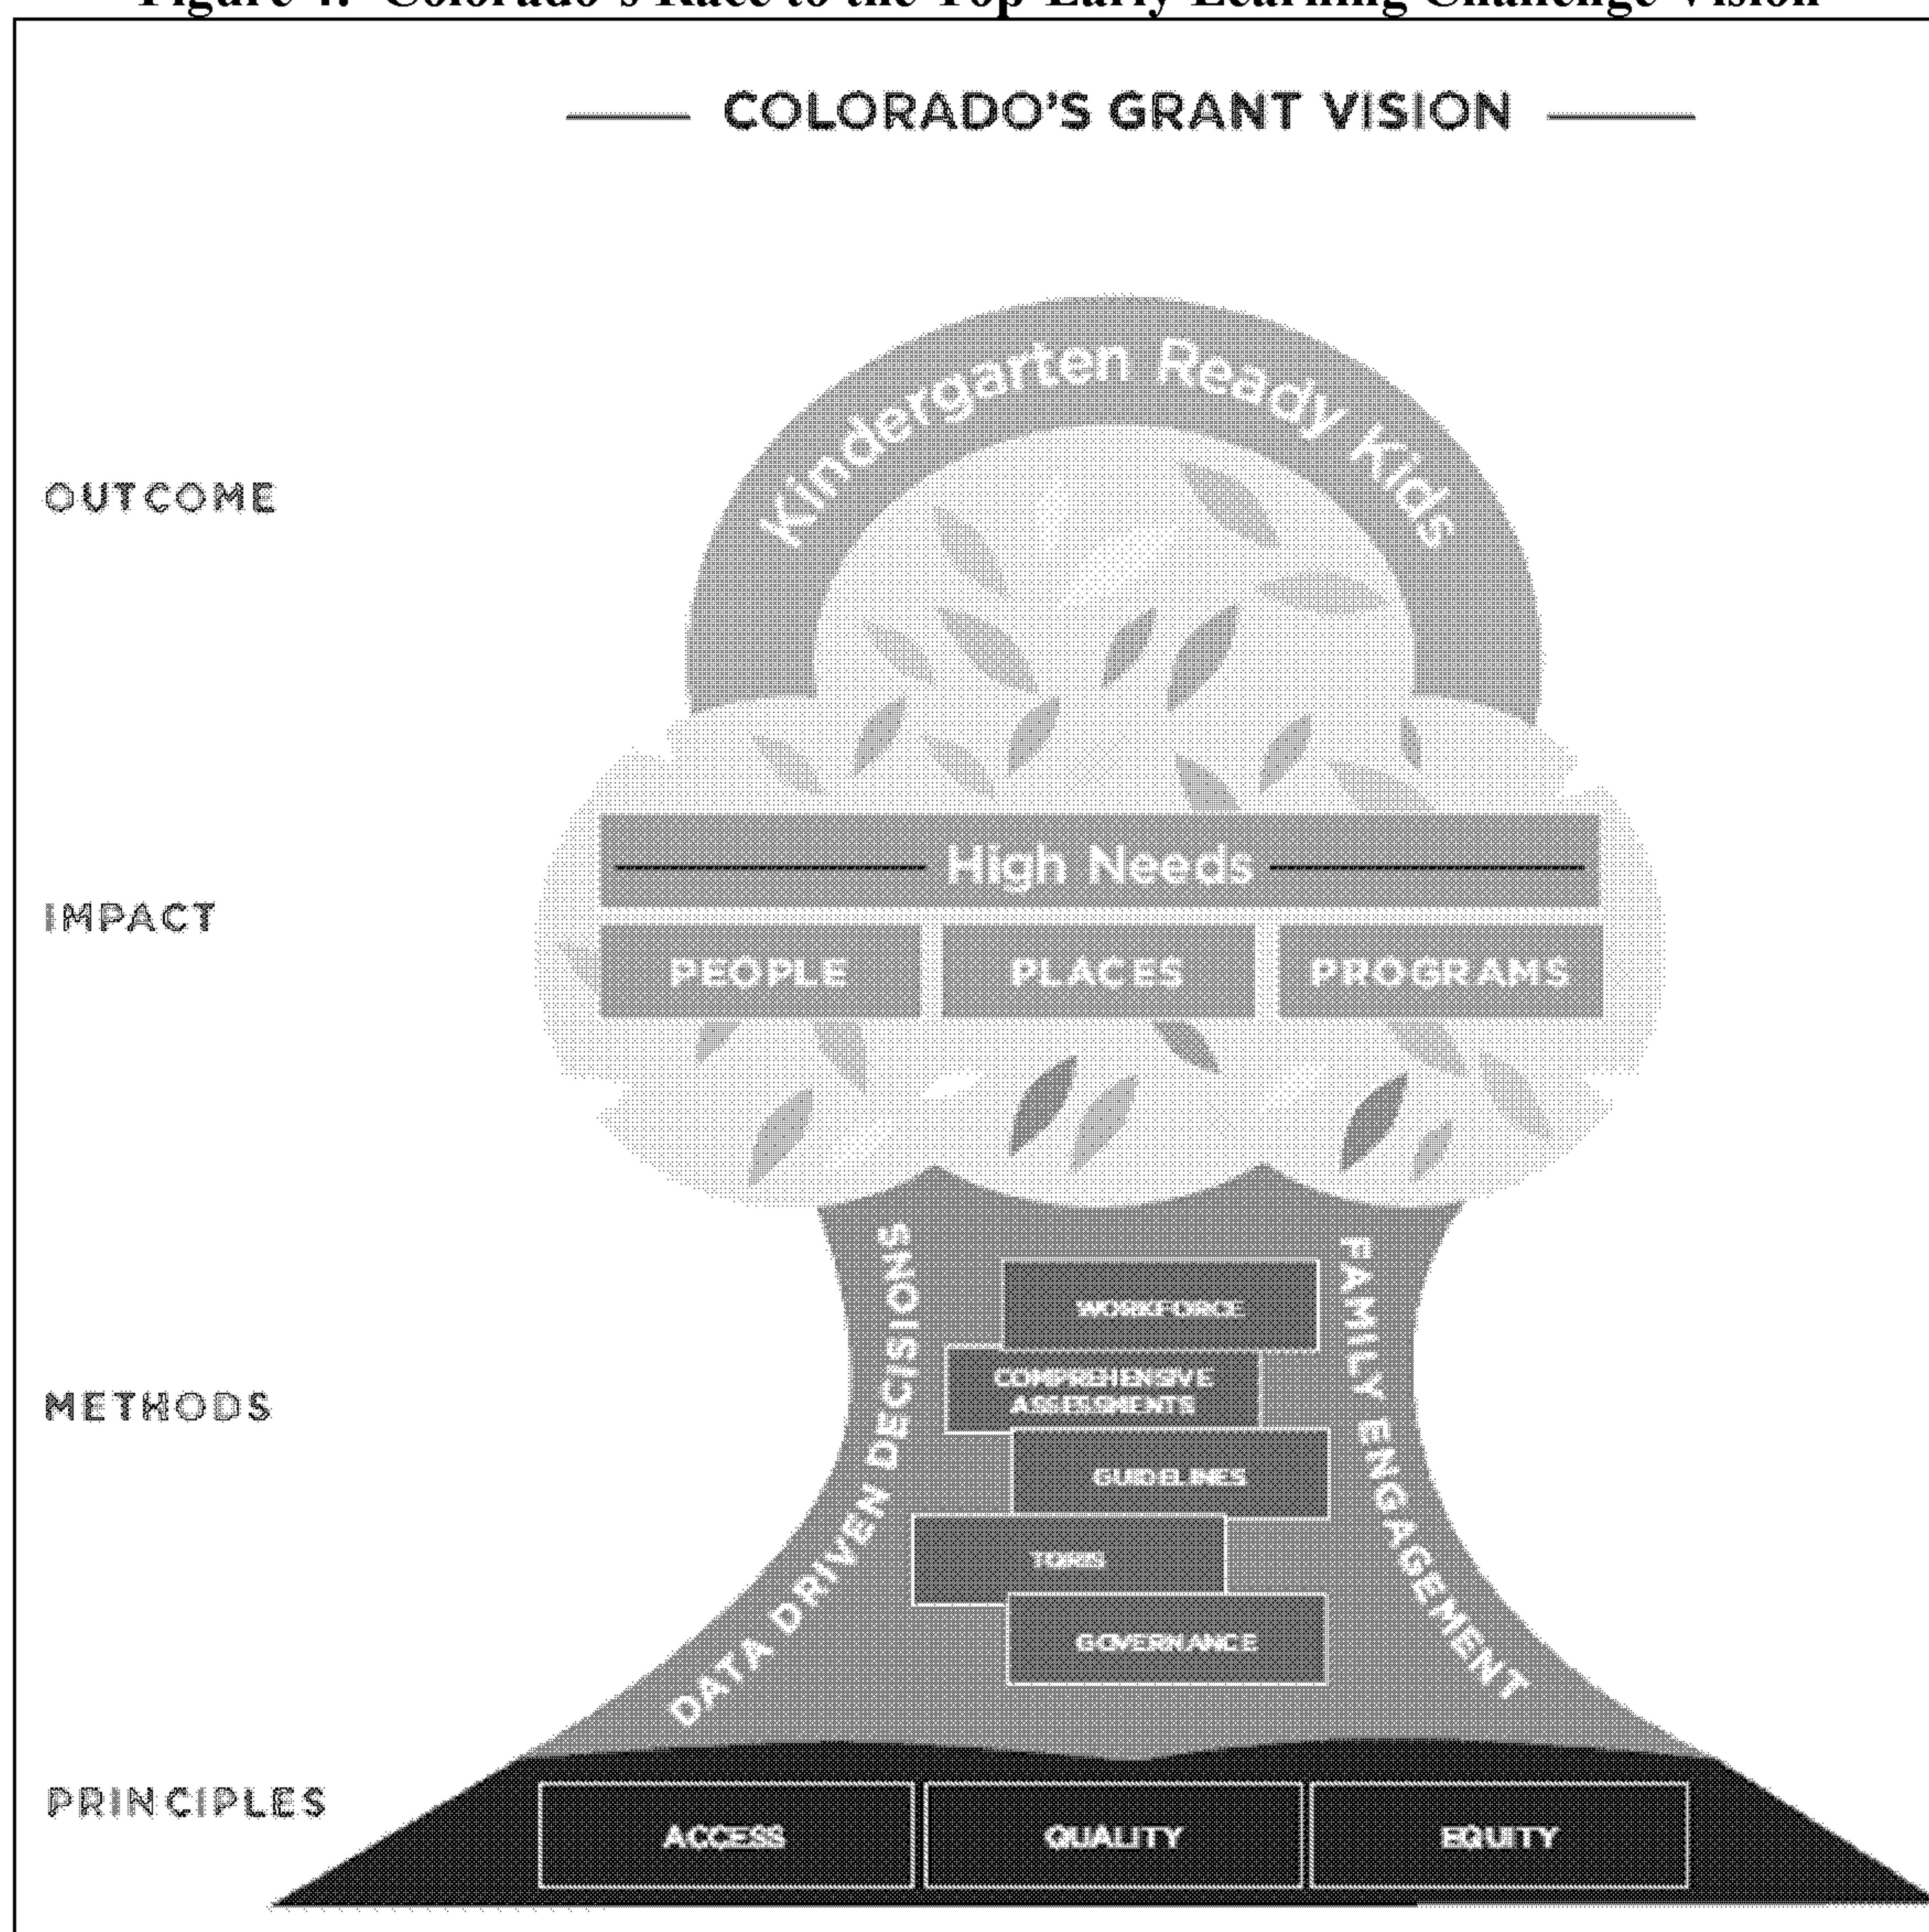 Figure 4: Colorado's Race to the Top Early Learning Challenge Vision
COLORADO'S GRANT VISION
OUTCOME
Kindergarten Ready Kids
IMPACT
High Needs
PEOPLE PLACES PROGRAMS
METHODS
DATA DRIVEN DECISIONS
WORKFORCE
COMPREHENSIVE
ASSESSMENTS
GUIDELINES
TQRIS
GOVERNANCE
FAMILY ENGAGEMENT
PRINCIPLES
ACCESS QUALITY EQUITY